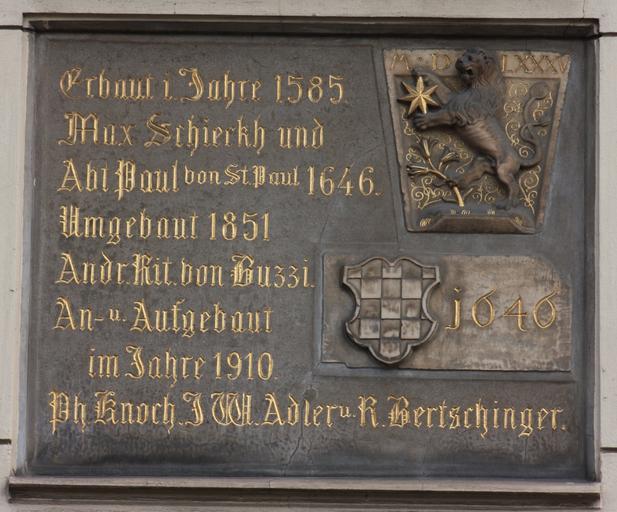 Erbaut i. Jahre 1585.
Max Schierkh und
Abt Paul von St. Paul 1646.
Umgebaut 1851
Andr. Rit. von Buzzi.
An- u. Aufgebaut
im Jahre 1910.
Ph Knoch. J W. Adler u. R. Bertschinger.
M · D LXXXV
1646